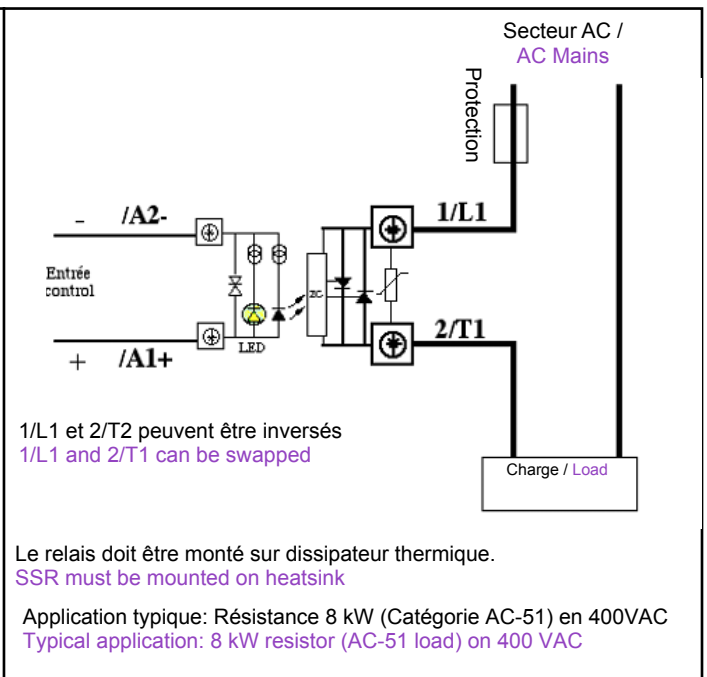 Secteur AC /
AC Mains
Protection
- /A2-
1/L1
Entrée
control
ZC
LED
+ /A1+
2/T1
1/L1 et 2/T2 peuvent être inversés
1/L1 and 2/T1 can be swapped
Charge / Load
Le relais doit être monté sur dissipateur thermique.
SSR must be mounted on heatsink
Application typique: Résistance 8 kW (Catégorie AC-51) en 400VAC
Typical application: 8 kW resistor (AC-51 load) on 400 VAC